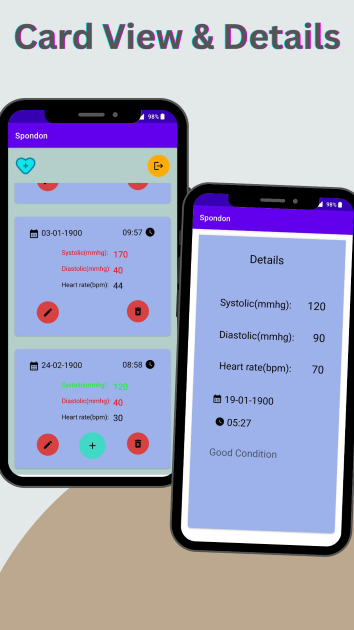 Card View & Details
98%
Spondon
03-01-1900 09:57
Systolic(mmhg): 170
Diastolic(mmhg): 40
Heart rate(bpm): 44
24-02-1900 08:58
Systolic(mmhg): 120
Diastolic(mmhg): 40
Heart rate(bpm): 30
98%
Spondon
Details
Systolic(mmhg): 120
Diastolic(mmhg): 90
Heart rate(bpm): 70
19-01-1900
05:27
Good Condition